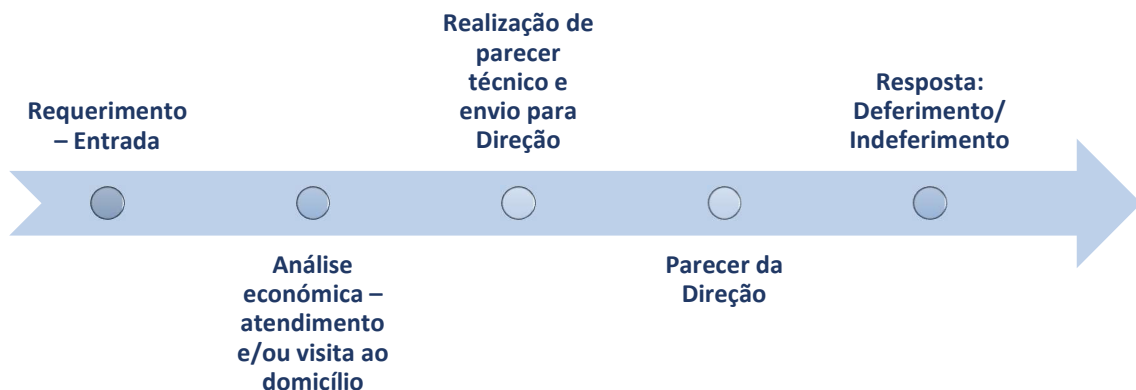 Requerimento
– Entrada
Análise
económica –
atendimento
e/ou visita ao
domicílio
Realização de
parecer
técnico e
envio para
Direção
Parecer da
Direção
Resposta:
Deferimento/
Indeferimento